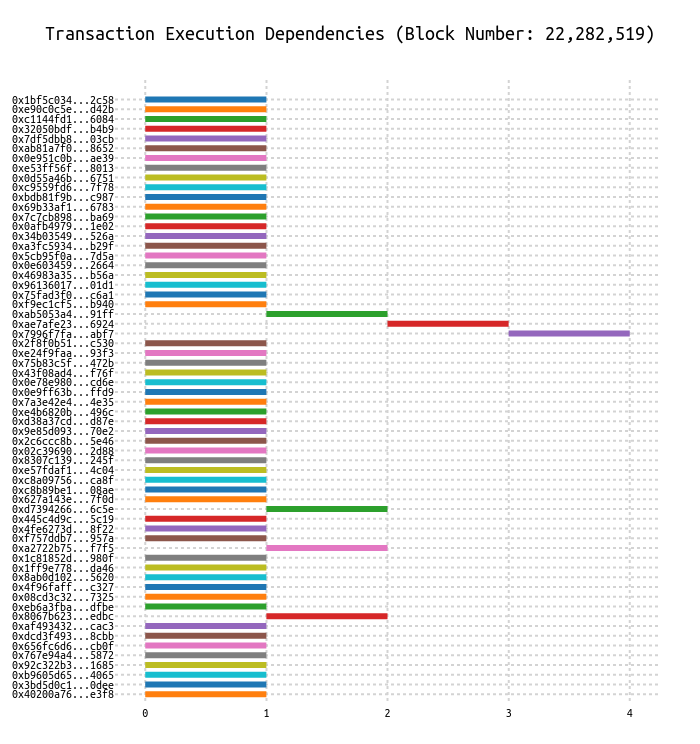 Transaction Execution Dependencies (Block Number: 22,282,519)
0x1bf5c034...2c58
0xe90c0c5e...d42b
0xc1144fd1...6084
0x32050bdf...b4b9
0x7df5dbb8...03cb
0xab81a7f0...8652
0x0e951c0b...ae39
0xe53ff56f...8013
0x0d55a46b...6751
0xc9559fd6...7f78
0xbdb81f9b...c987
0x69b33af1...6783
0x7c7cb898...ba69
0x0afb4979...1e02
0x34b03549...526a
0xa3fc5934...b29f
0x5cb95f0a...7d5a
0x0e603459...2664
0x46983a35...b56a
0x96136017...01d1
0x75fad3f0...c6a1
0xf9ec1cf5...b940
0xab5053a4...91ff
0xae7afe23...6924
0x7996f7fa...abf7
0x2f8f0b51...c530
0xe24f9faa...93f3
0x75b83c5f...472b
0x43f08ad4...f76f
0x0e78e980...cd6e
0x0e9ff63b...ffd9
0x7a3e42e4...4e35
0xe4b6820b...496c
0xd38a37cd...d87e
0x9e85d093...70e2
0x2c6ccc8b...5e46
0x02c39690...2d88
0x8307c139...245f
0xe57fdaf1...4c04
0xc8a09756...ca8f
0xc8b89be1...08ae
0x627a143e...7f0d
0xd7394266...6c5e
0x445c4d9c...5c19
0x4fe6273d...8f22
0xf757ddb7...957a
0xa2722b75...f7f5
0x1c81852d...980f
0x1ff9e778...da46
0x8ab0d102...5620
0x4f96faff...c327
0x08cd3c32...7325
0xeb6a3fba...dfbe
0x8067b623...edbc
0xaf493432...cac3
0xdcd3f493...8cbb
0x656fc6d6...cb0f
0x767e94a4...5872
0x92c322b3...1685
0xb9605d65...4065
0x3bd5d0c1...0dee
0x40200a76...e3f8
0 1 2 3 4